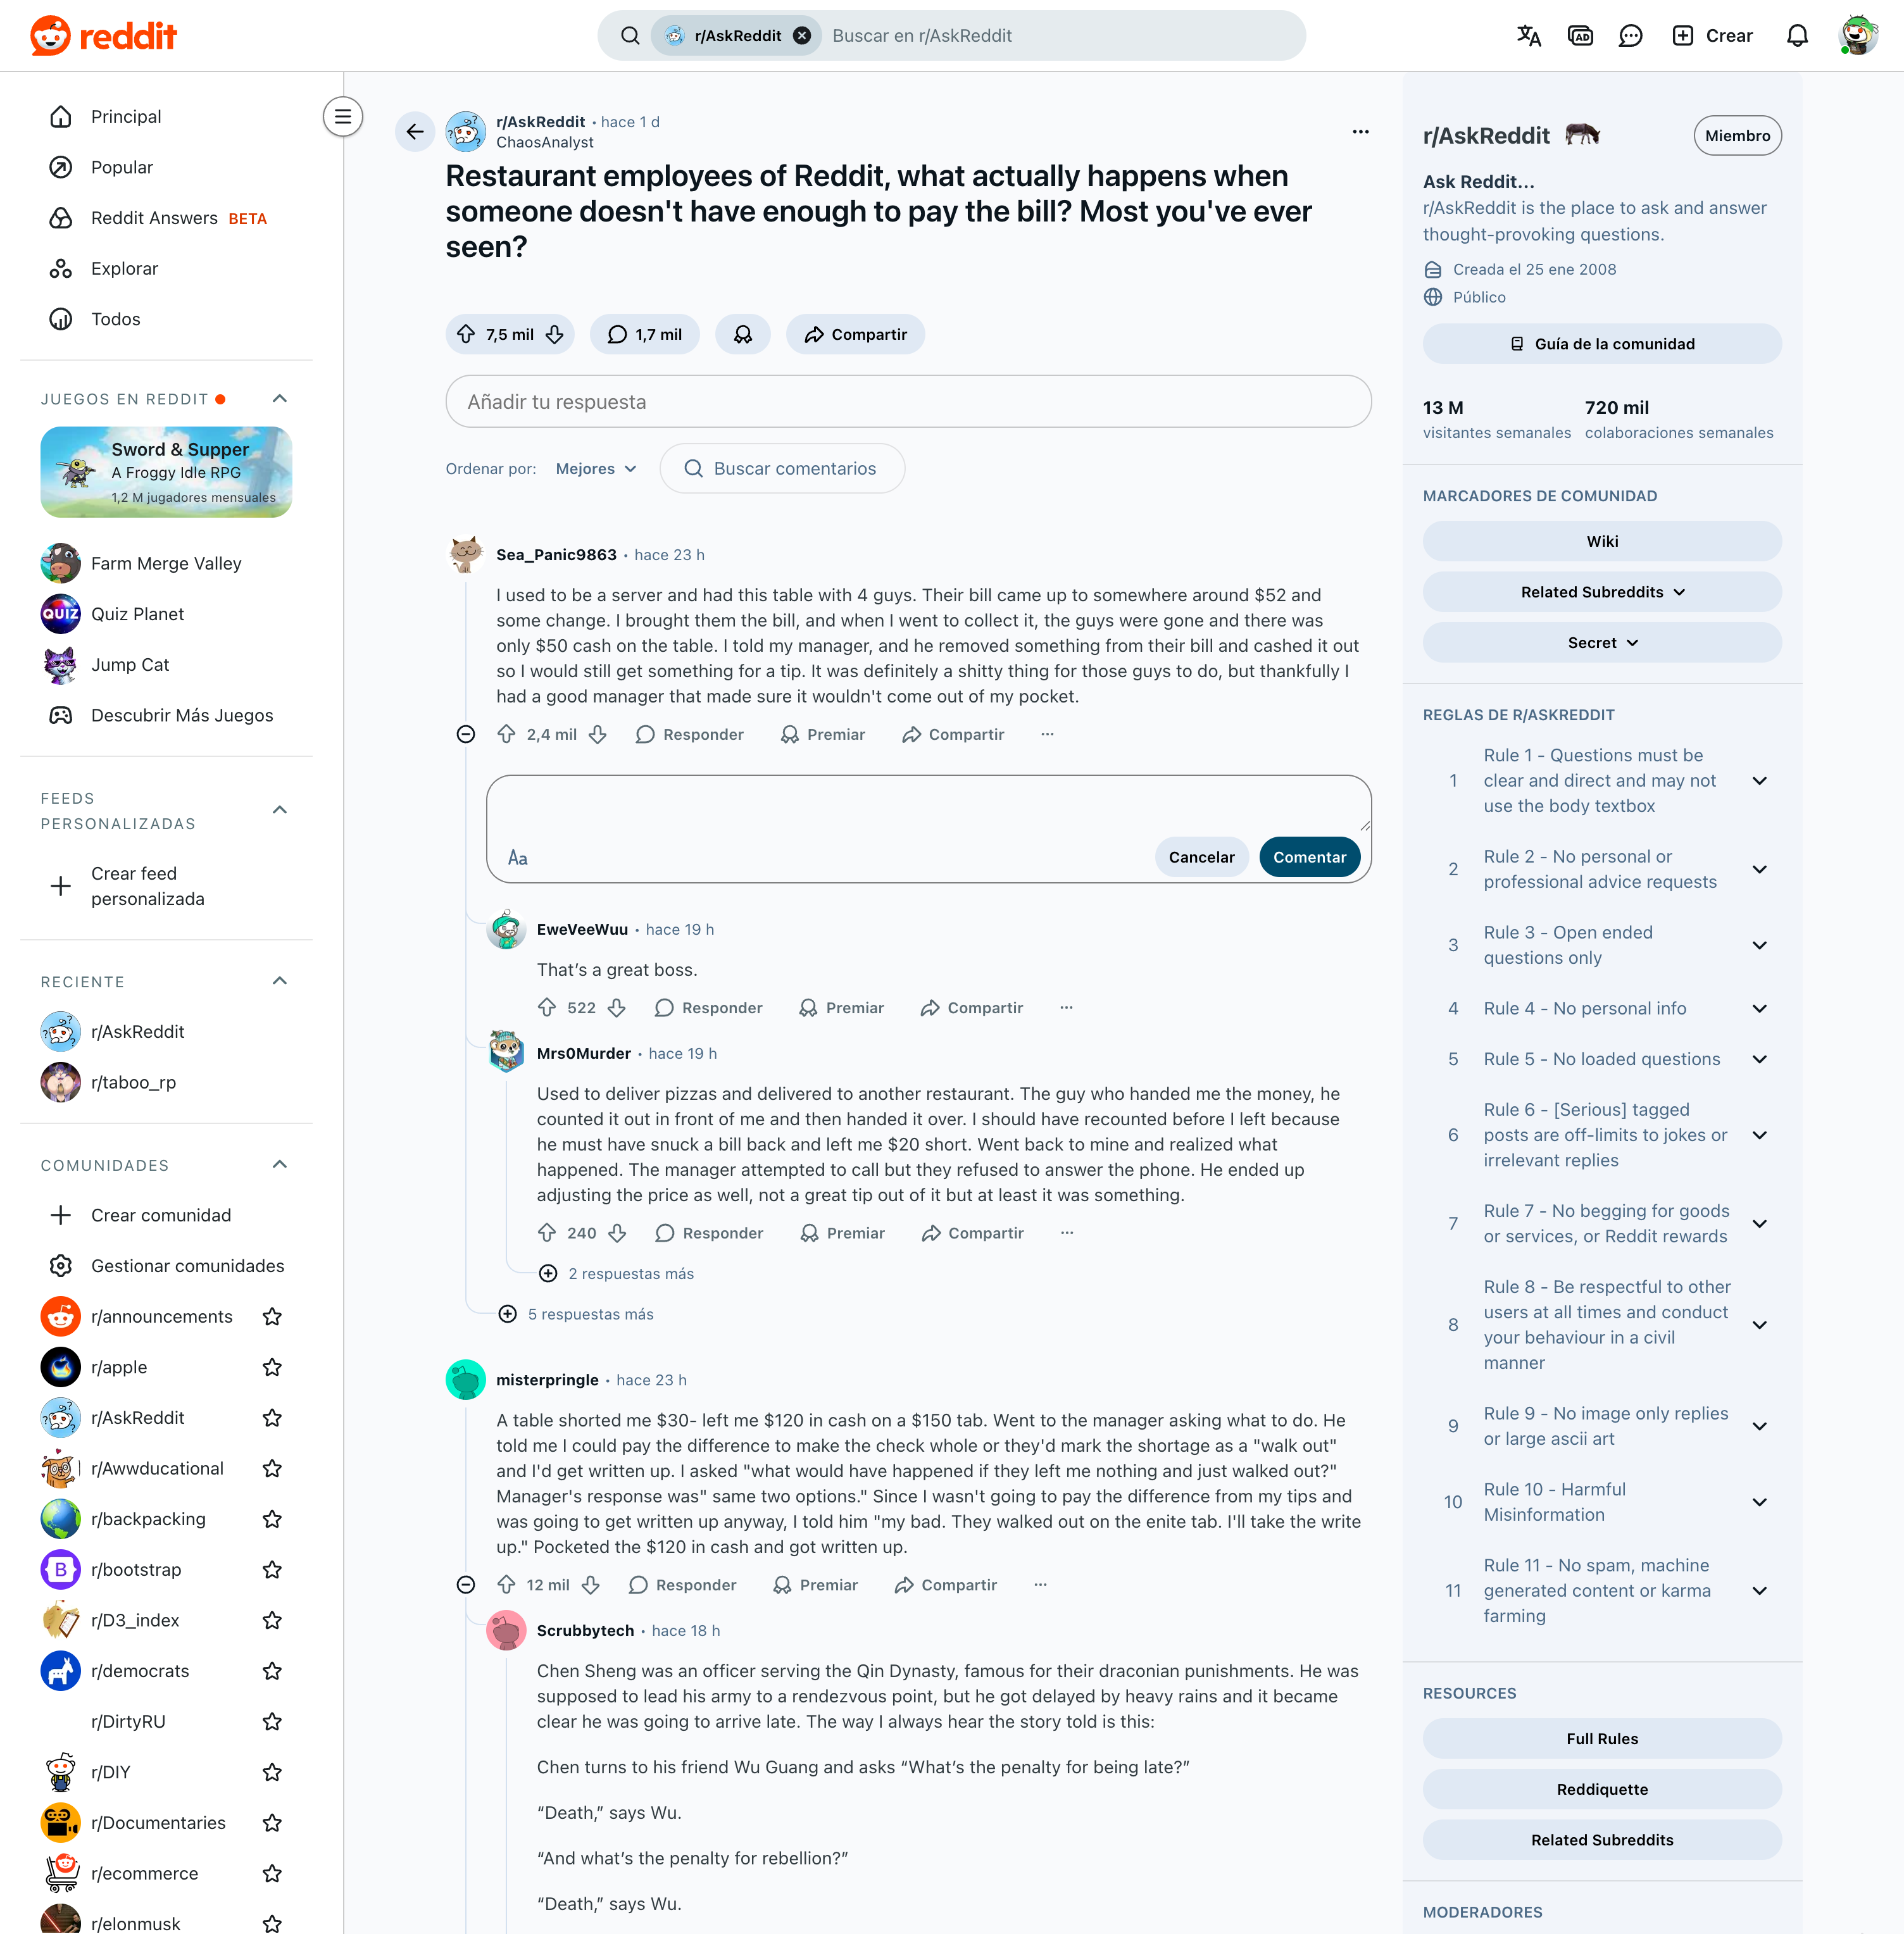 reddit
r/AskReddit
Buscar en r/AskReddit
AD
Crear
Principal
Popular
Reddit Answers BETA
Explorar
Todos
JUEGOS EN REDDIT
Sword & Supper
A Froggy Idle RPG
1,2 M jugadores mensuales
Farm Merge Valley
QUIZ
Quiz Planet
Jump Cat
Descubrir Más Juegos
FEEDS
PERSONALIZADAS
Crear feed
personalizada
RECIENTE
r/AskReddit
r/taboo_rp
COMUNIDADES
Crear comunidad
Gestionar comunidades
r/announcements
r/apple
r/AskReddit
r/Awwducational
r/backpacking
B
r/bootstrap
r/D3_index
r/democrats
r/DirtyRU
r/DIY
r/Documentaries
r/ecommerce
r/elonmusk
r/AskReddit • hace 1 d
ChaosAnalyst
Restaurant employees of Reddit, what actually happens when
someone doesn't have enough to pay the bill? Most you've ever
seen?
7,5 mil
1,7 mil
Compartir
Añadir tu respuesta
Ordenar por: Mejores
Buscar comentarios
Sea_Panic9863 • hace 23 h
I used to be a server and had this table with 4 guys. Their bill came up to somewhere around $52 and
some change. I brought them the bill, and when I went to collect it, the guys were gone and there was
only $50 cash on the table. I told my manager, and he removed something from their bill and cashed it out
so I would still get something for a tip. It was definitely a shitty thing for those guys to do, but thankfully I
had a good manager that made sure it wouldn't come out of my pocket.
2,4 mil Responder Premiar Compartir
Aa
Cancelar
Comentar
EweVeeWuu • hace 19 h
That’s a great boss.
522 Responder Premiar Compartir
Mrs0Murder • hace 19 h
Used to deliver pizzas and delivered to another restaurant. The guy who handed me the money, he
counted it out in front of me and then handed it over. I should have recounted before I left because
he must have snuck a bill back and left me $20 short. Went back to mine and realized what
happened. The manager attempted to call but they refused to answer the phone. He ended up
adjusting the price as well, not a great tip out of it but at least it was something.
240 Responder Premiar Compartir
2 respuestas más
5 respuestas más
misterpringle • hace 23 h
A table shorted me $30- left me $120 in cash on a $150 tab. Went to the manager asking what to do. He
told me I could pay the difference to make the check whole or they'd mark the shortage as a "walk out"
and I'd get written up. I asked "what would have happened if they left me nothing and just walked out?"
Manager's response was" same two options." Since I wasn't going to pay the difference from my tips and
was going to get written up anyway, I told him "my bad. They walked out on the enite tab. I'll take the write
up." Pocketed the $120 in cash and got written up.
12 mil Responder Premiar Compartir
Scrubbytech • hace 18 h
Chen Sheng was an officer serving the Qin Dynasty, famous for their draconian punishments. He was
supposed to lead his army to a rendezvous point, but he got delayed by heavy rains and it became
clear he was going to arrive late. The way I always hear the story told is this:
Chen turns to his friend Wu Guang and asks “What’s the penalty for being late?”
“Death,” says Wu.
“And what’s the penalty for rebellion?”
“Death,” says Wu.
r/AskReddit
Miembro
Ask Reddit...
r/AskReddit is the place to ask and answer
thought-provoking questions.
Creada el 25 ene 2008
Público
Guía de la comunidad
13 M 720 mil
visitantes semanales colaboraciones semanales
MARCADORES DE COMUNIDAD
Wiki
Related Subreddits
Secret
REGLAS DE R/ASKREDDIT
1 Rule 1 - Questions must be
clear and direct and may not
use the body textbox
2 Rule 2 - No personal or
professional advice requests
3 Rule 3 - Open ended
questions only
4 Rule 4 - No personal info
5 Rule 5 - No loaded questions
6 Rule 6 - [Serious] tagged
posts are off-limits to jokes or
irrelevant replies
7 Rule 7 - No begging for goods
or services, or Reddit rewards
8 Rule 8 - Be respectful to other
users at all times and conduct
your behaviour in a civil
manner
9 Rule 9 - No image only replies
or large ascii art
10 Rule 10 - Harmful
Misinformation
11 Rule 11 - No spam, machine
generated content or karma
farming
RESOURCES
Full Rules
Reddiquette
Related Subreddits
MODERADORES